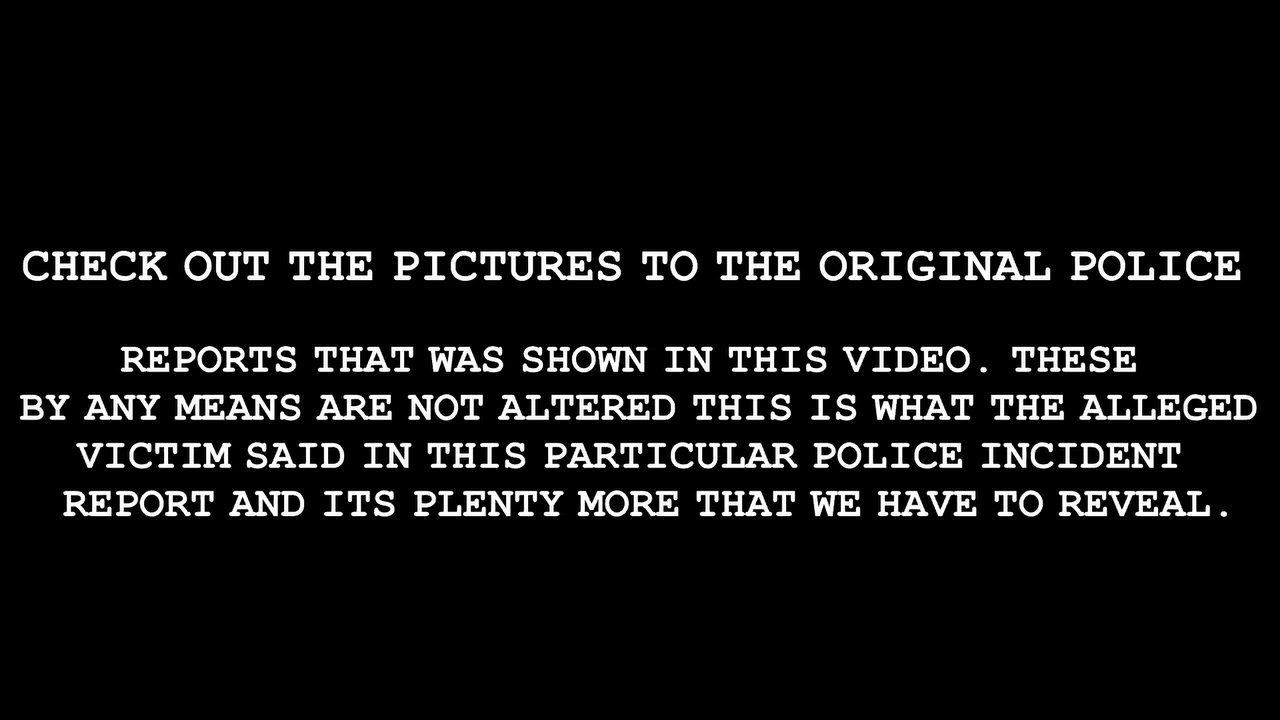 CHECK OUT THE PICTURES TO THE ORIGINAL POLICE
REPORTS THAT WAS SHOWN IN THIS VIDEO. THESE
BY ANY MEANS ARE NOT ALTERED THIS IS WHAT THE ALLEGED
VICTIM SAID IN THIS PARTICULAR POLICE INCIDENT
REPORT AND ITS PLENTY MORE THAT WE HAVE TO REVEAL.